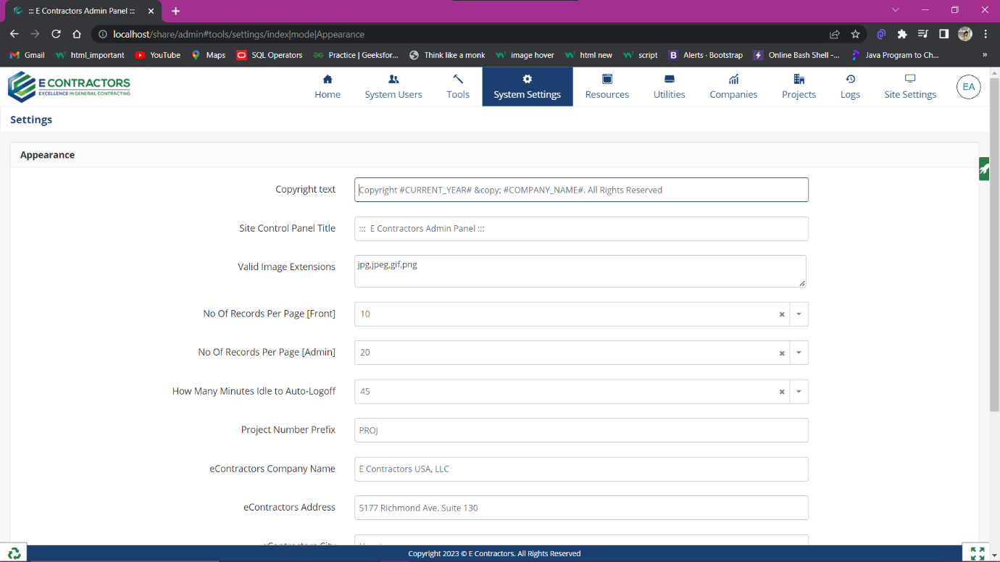 ::: E Contractors Admin Panel :::
localhost/share/admin#tools/settings/index|mode|Appearance
Gmail html_important YouTube Maps SQL Operators Practice | Geeksfor... Think like a monk image hover html new script Alerts · Bootstrap Online Bash Shell -... Java Program to Ch... »
E CONTRACTORS
EXCELLENCE IN GENERAL CONTRACTING
Home System Users Tools System Settings Resources Utilities Companies Projects Logs Site Settings EA
Settings
Appearance
Copyright text Copyright #CURRENT_YEAR# &copy; #COMPANY_NAME#. All Rights Reserved
Site Control Panel Title ::: E Contractors Admin Panel :::
Valid Image Extensions jpg,jpeg,gif,png
No Of Records Per Page [Front] 10
No Of Records Per Page [Admin] 20
How Many Minutes Idle to Auto-Logoff 45
Project Number Prefix PROJ
eContractors Company Name E Contractors USA, LLC
eContractors Address 5177 Richmond Ave. Suite 130
eContractors City
Copyright 2023 © E Contractors. All Rights Reserved